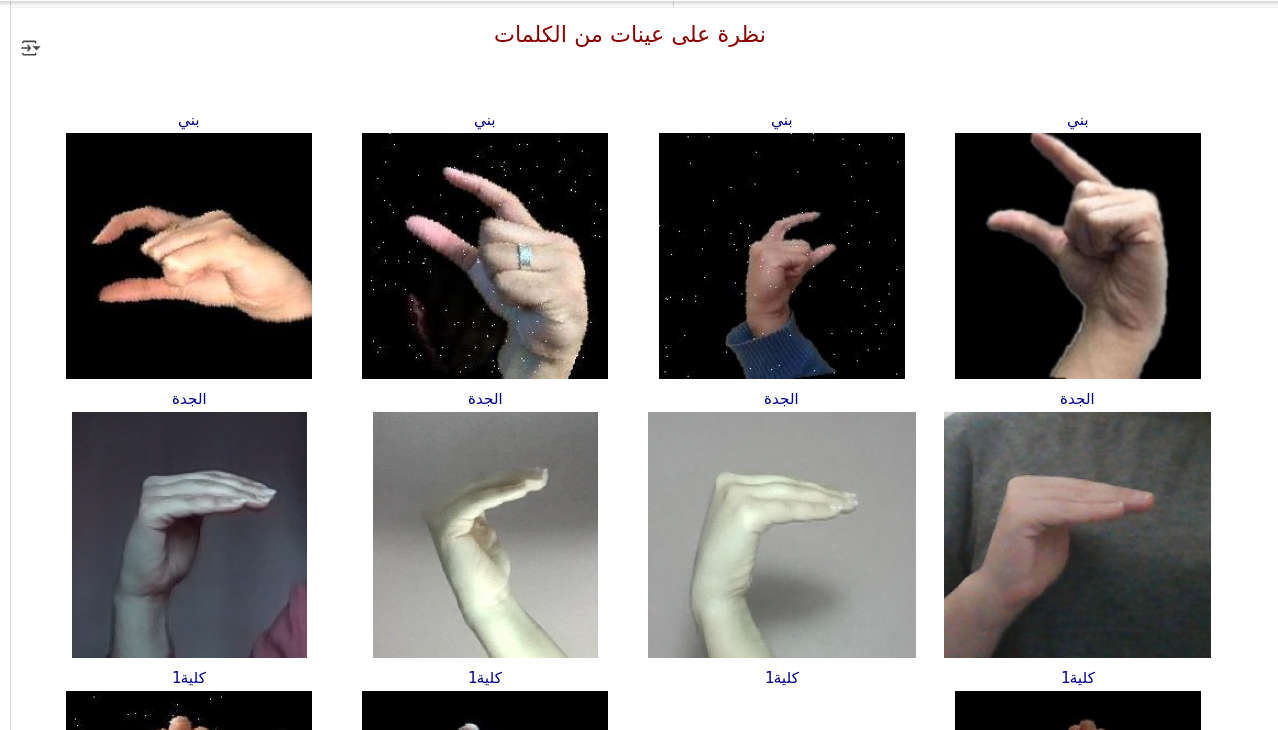 نظرة على عينات من الكلمات
بني بني بني بني
الجدة الجدة الجدة الجدة
كلية1 كلية1 كلية1 كلية1